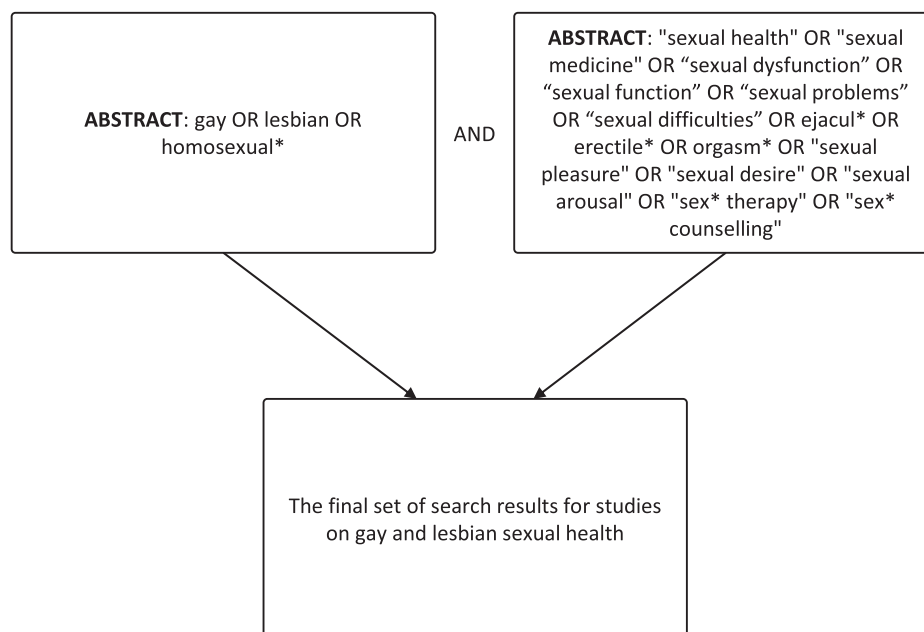 ABSTRACT: gay OR lesbian OR
homosexual*
AND
ABSTRACT: "sexual health" OR "sexual
medicine" OR “sexual dysfunction” OR
“sexual function” OR “sexual problems”
OR “sexual difficulties” OR ejacul* OR
erectile* OR orgasm* OR "sexual
pleasure" OR "sexual desire" OR "sexual
arousal" OR "sex* therapy" OR "sex*
counselling"
The final set of search results for studies
on gay and lesbian sexual health